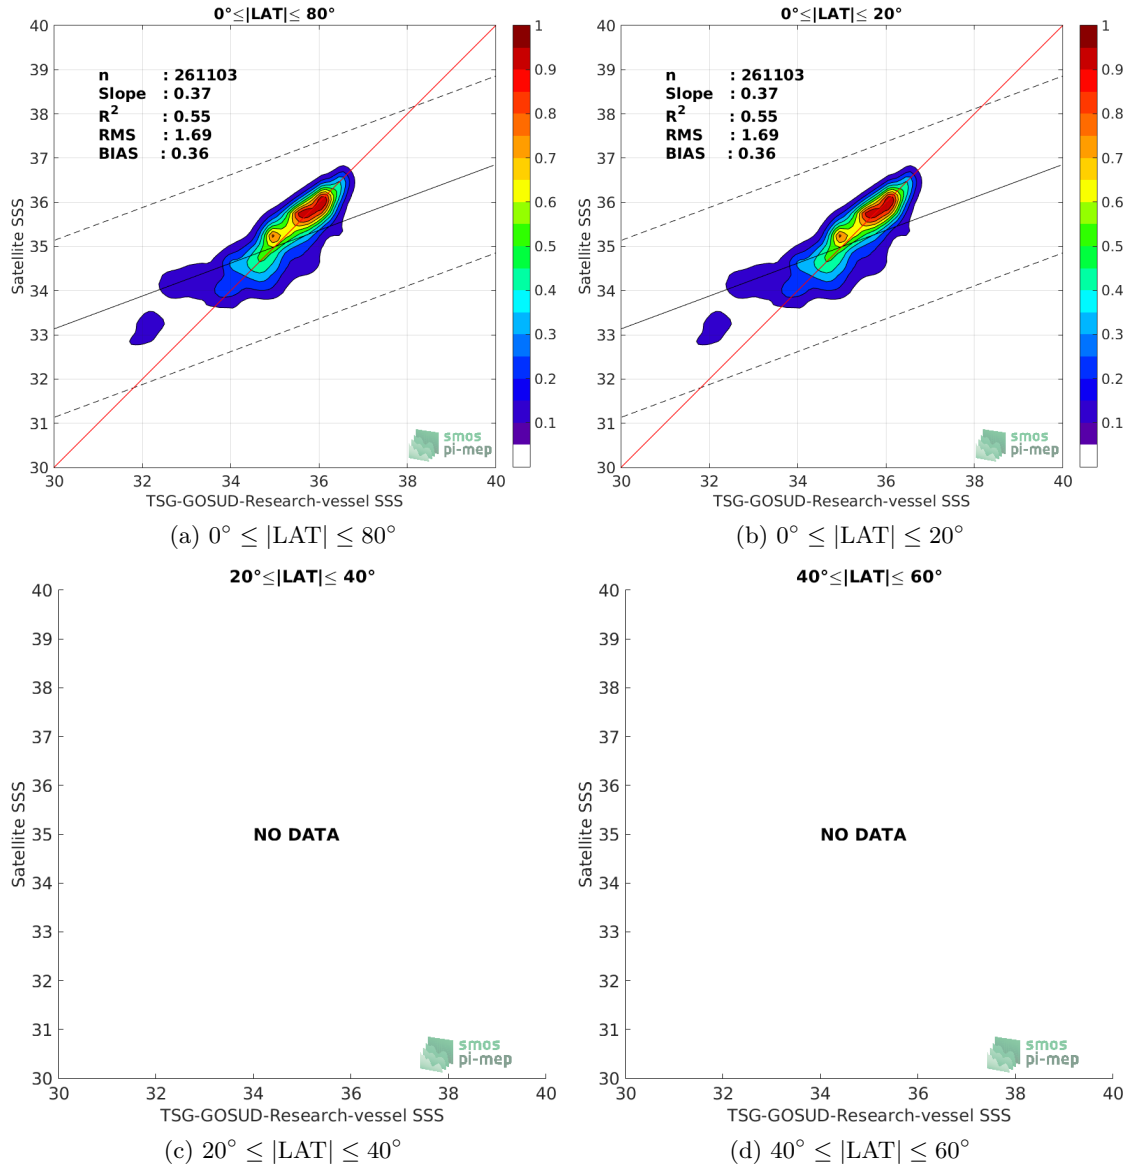 0°≤|LAT|≤ 80°
40
39
38
37
36
35
34
33
32
31
30
Satellite SSS
n : 261103
Slope : 0.37
R² : 0.55
RMS : 1.69
BIAS : 0.36
smos
pi-mep
30 32 34 36 38 40
TSG-GOSUD-Research-vessel SSS
1
0.9
0.8
0.7
0.6
0.5
0.4
0.3
0.2
0.1
(a) 0° ≤ |LAT| ≤ 80°
0°≤|LAT|≤ 20°
40
39
38
37
36
35
34
33
32
31
30
Satellite SSS
n : 261103
Slope : 0.37
R² : 0.55
RMS : 1.69
BIAS : 0.36
smos
pi-mep
30 32 34 36 38 40
TSG-GOSUD-Research-vessel SSS
1
0.9
0.8
0.7
0.6
0.5
0.4
0.3
0.2
0.1
(b) 0° ≤ |LAT| ≤ 20°
20°≤|LAT|≤ 40°
40
39
38
37
36
35
34
33
32
31
30
Satellite SSS
NO DATA
smos
pi-mep
30 32 34 36 38 40
TSG-GOSUD-Research-vessel SSS
(c) 20° ≤ |LAT| ≤ 40°
40°≤|LAT|≤ 60°
40
39
38
37
36
35
34
33
32
31
30
Satellite SSS
NO DATA
smos
pi-mep
30 32 34 36 38 40
TSG-GOSUD-Research-vessel SSS
(d) 40° ≤ |LAT| ≤ 60°